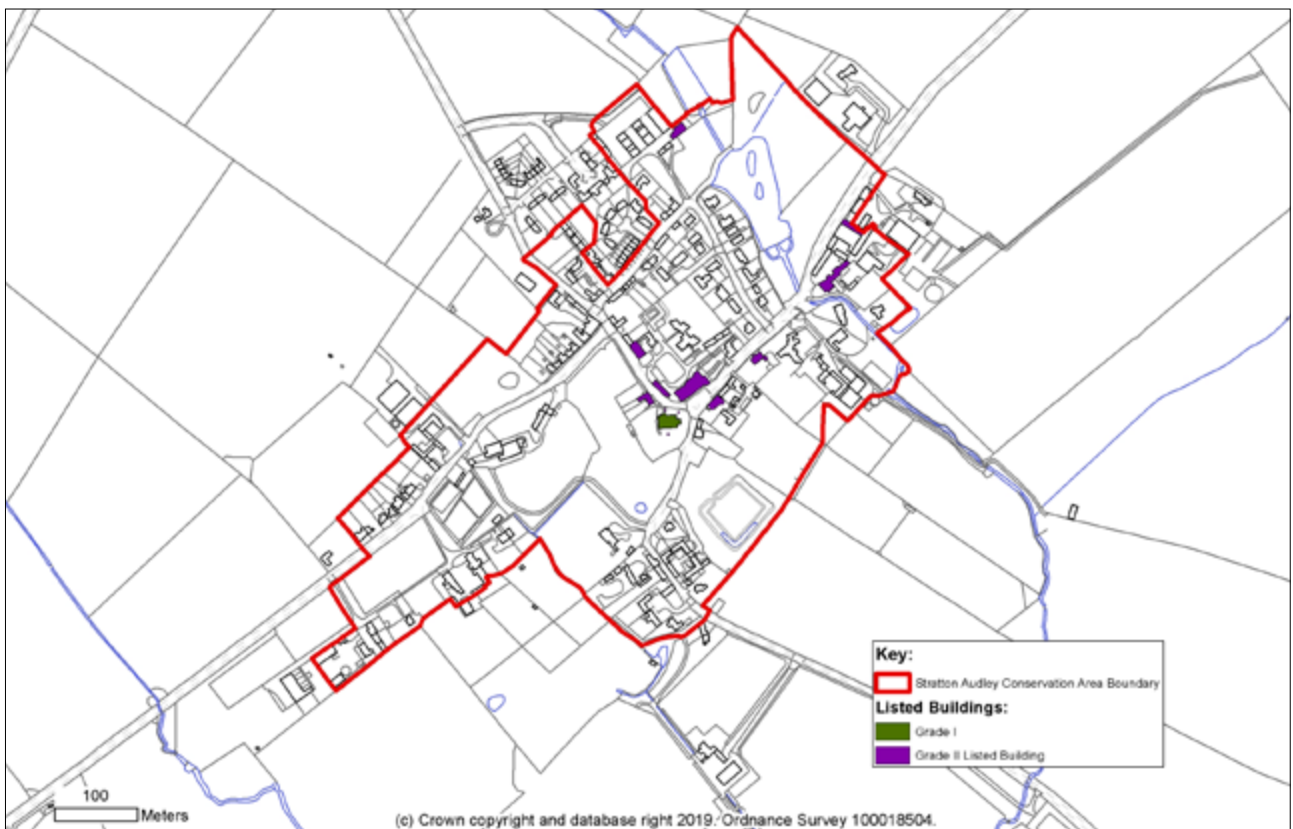 Key:
Stratton Audley Conservation Area Boundary
Listed Buildings:
Grade I
Grade II Listed Building
100
Meters
(c) Crown copyright and database right 2019. Ordnance Survey 100018504.